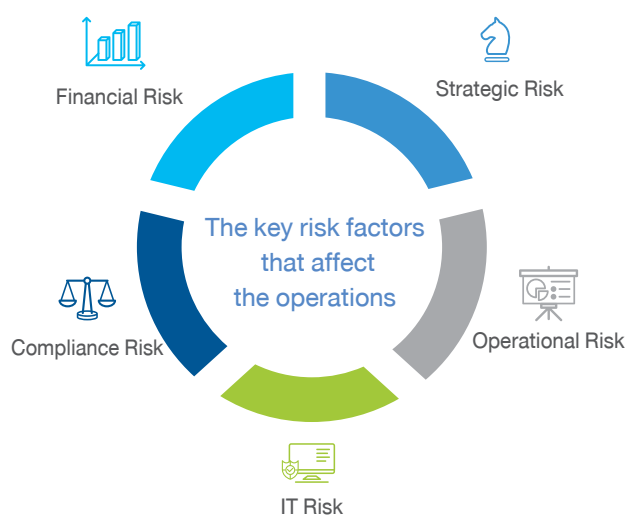 Financial Risk
Strategic Risk
The key risk factors
that affect
the operations
Compliance Risk
Operational Risk
IT Risk